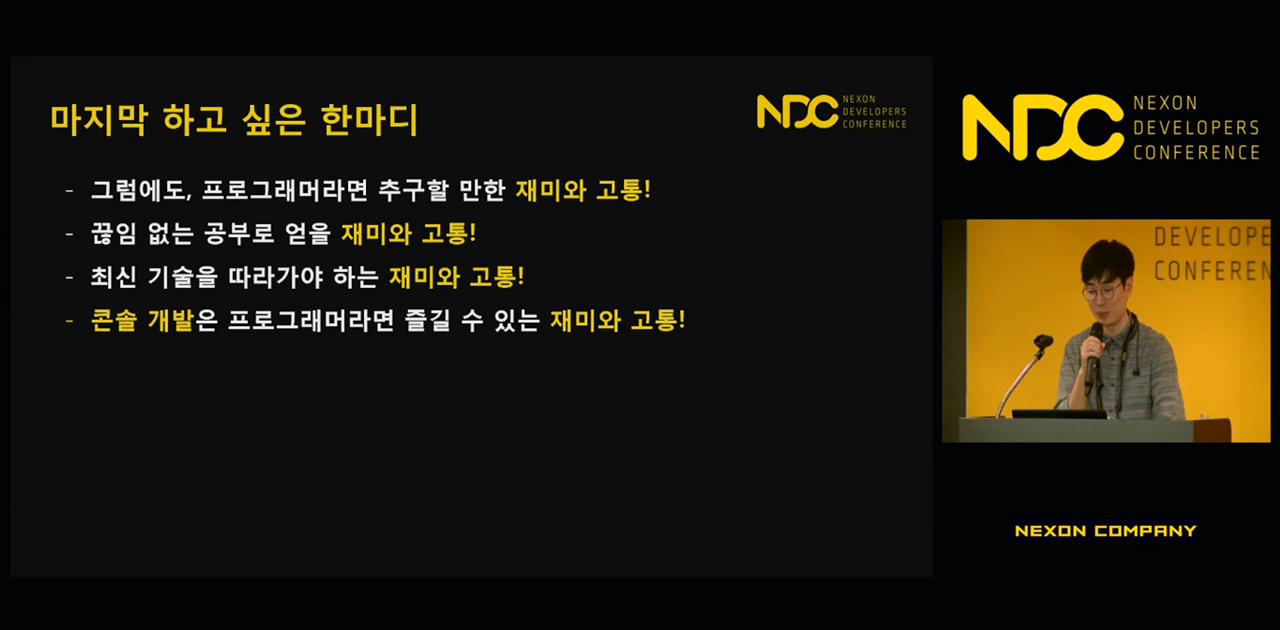 마지막 하고 싶은 한마디
NDC NEXON
DEVELOPERS
CONFERENCE
- 그럼에도, 프로그래머라면 추구할 만한 재미와 고통!
- 끊임 없는 공부로 얻을 재미와 고통!
- 최신 기술을 따라가야 하는 재미와 고통!
- 콘솔 개발은 프로그래머라면 즐길 수 있는 재미와 고통!
NDC NEXON
DEVELOPERS
CONFERENCE
DEVELOPE
CONFEREN
NEXON COMPANY